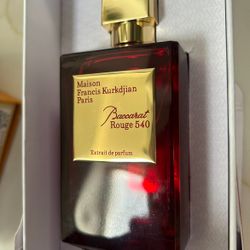 Maison
Francis Kurkdjian
Paris
Baccarat
Rouge 540
Extrait de parfum